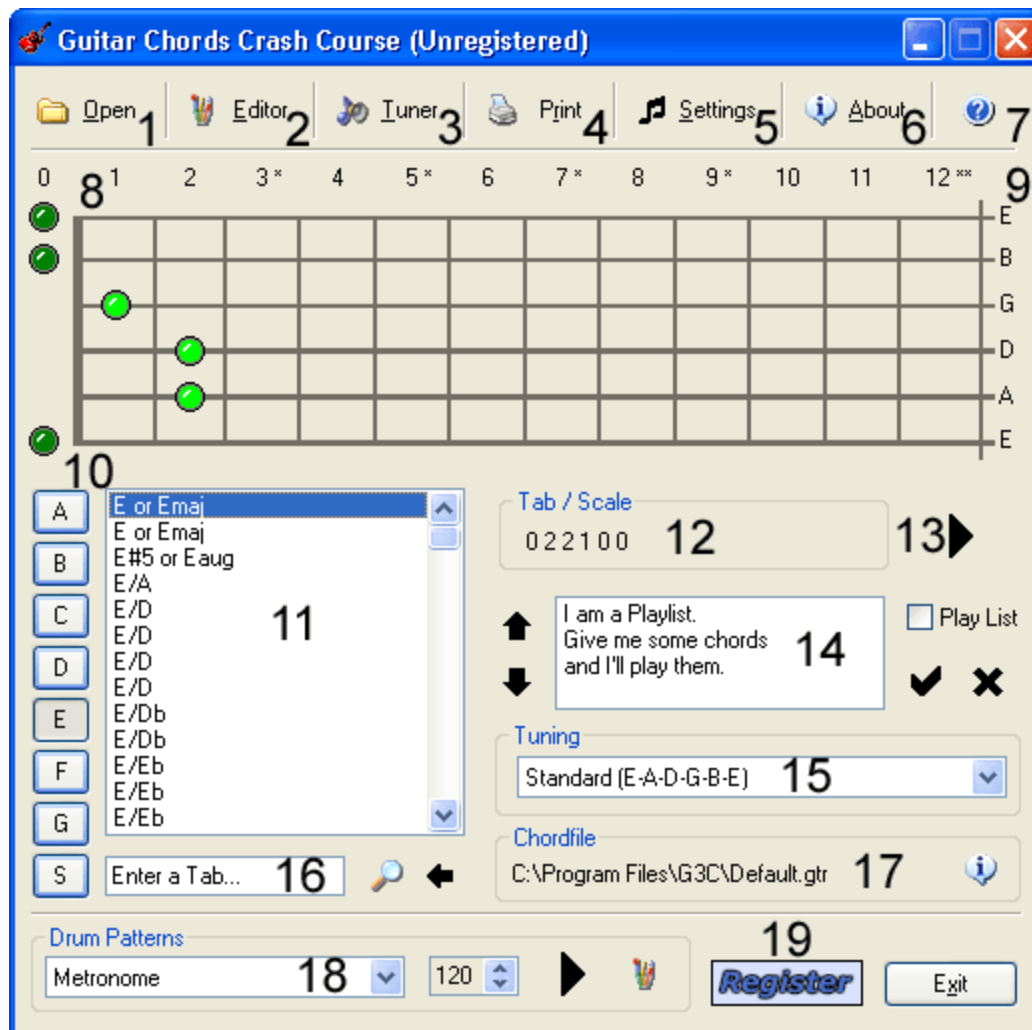 Guitar Chords Crash Course (Unregistered)
Open 1 Editor 2 Tuner 3 Print 4 Settings 5 About 6 7
0 8 1 2 3 * 4 5 * 6 7 * 8 9 * 10 11 12 ** 9
E
B
G
D
A
E
10
A
B
C
D
E
F
G
S
E or Emaj
E or Emaj
E#5 or Eaug
E/A
E/D
E/D
E/D
E/D
E/Db
E/Db
E/Eb
E/Eb
E/Eb
11
Tab / Scale
0 2 2 1 0 0 12
13
I am a Playlist.
Give me some chords
and I'll play them.
14
Play List
Tuning
Standard (E-A-D-G-B-E) 15
Chordfile
C:\Program Files\G3C\Default.gtr 17
Enter a Tab... 16
Drum Patterns
Metronome 18 120
19
Register
Exit